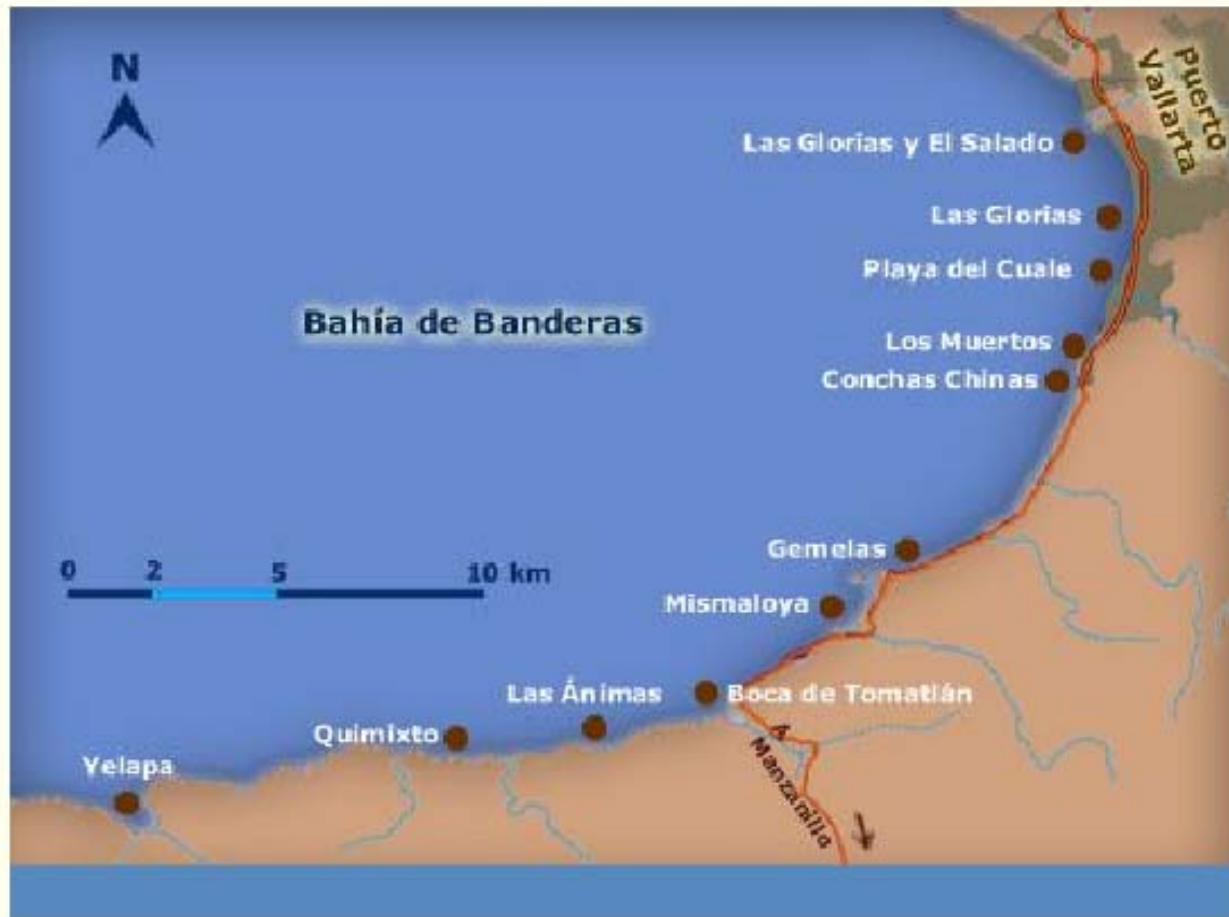 N
Puerto
Vallarta
Las Glorias y El Salado
Las Glorias
Playa del Cuale
Bahía de Banderas
Los Muertos
Conchas Chinas
Gemelas
0 2 5 10 km
Mismaloya
Las Ánimas
Boca de Tomatlán
Quimixto
A
Manzanillo
Yelapa